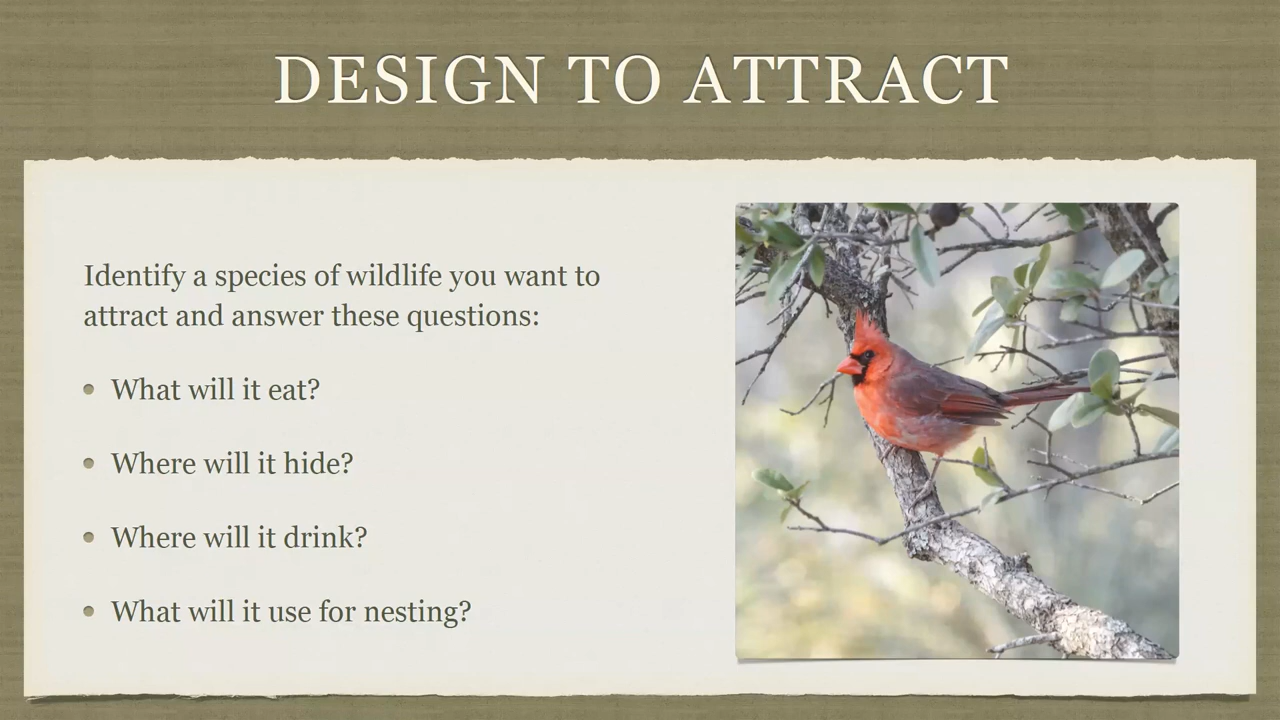 DESIGN TO ATTRACT
Identify a species of wildlife you want to
attract and answer these questions:
• What will it eat?
• Where will it hide?
• Where will it drink?
• What will it use for nesting?